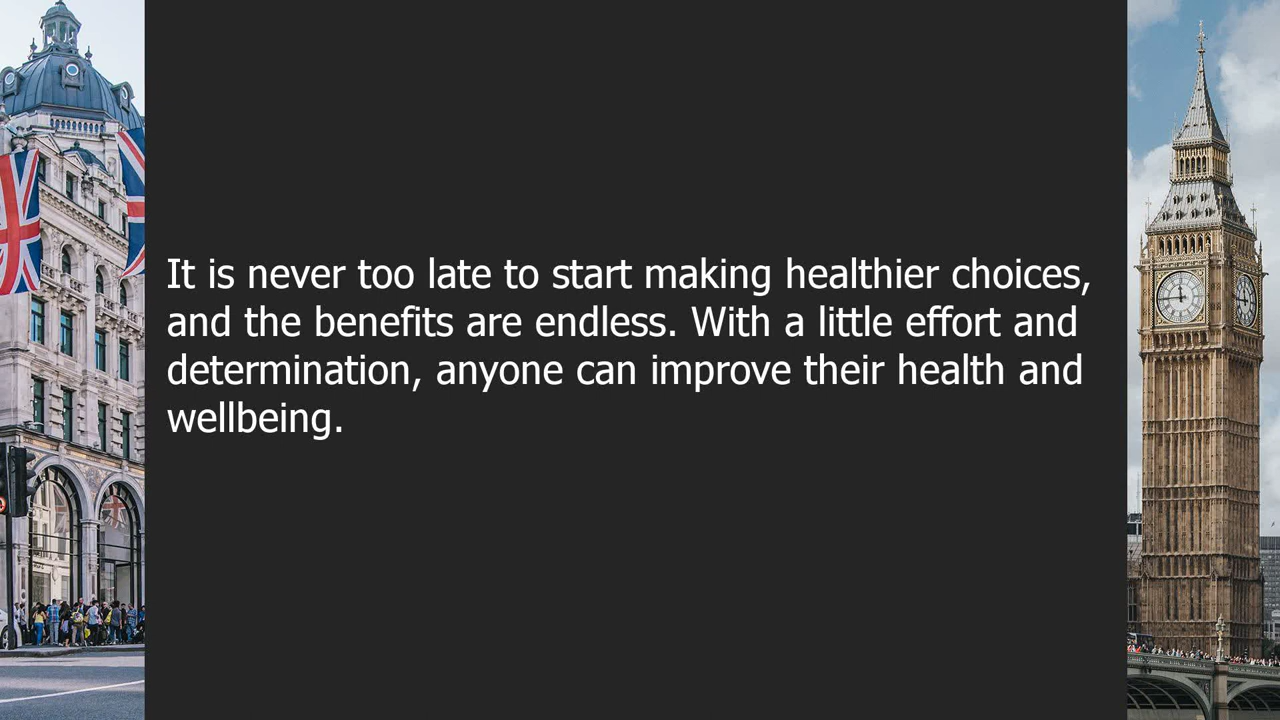 It is never too late to start making healthier choices,
and the benefits are endless. With a little effort and
determination, anyone can improve their health and
wellbeing.